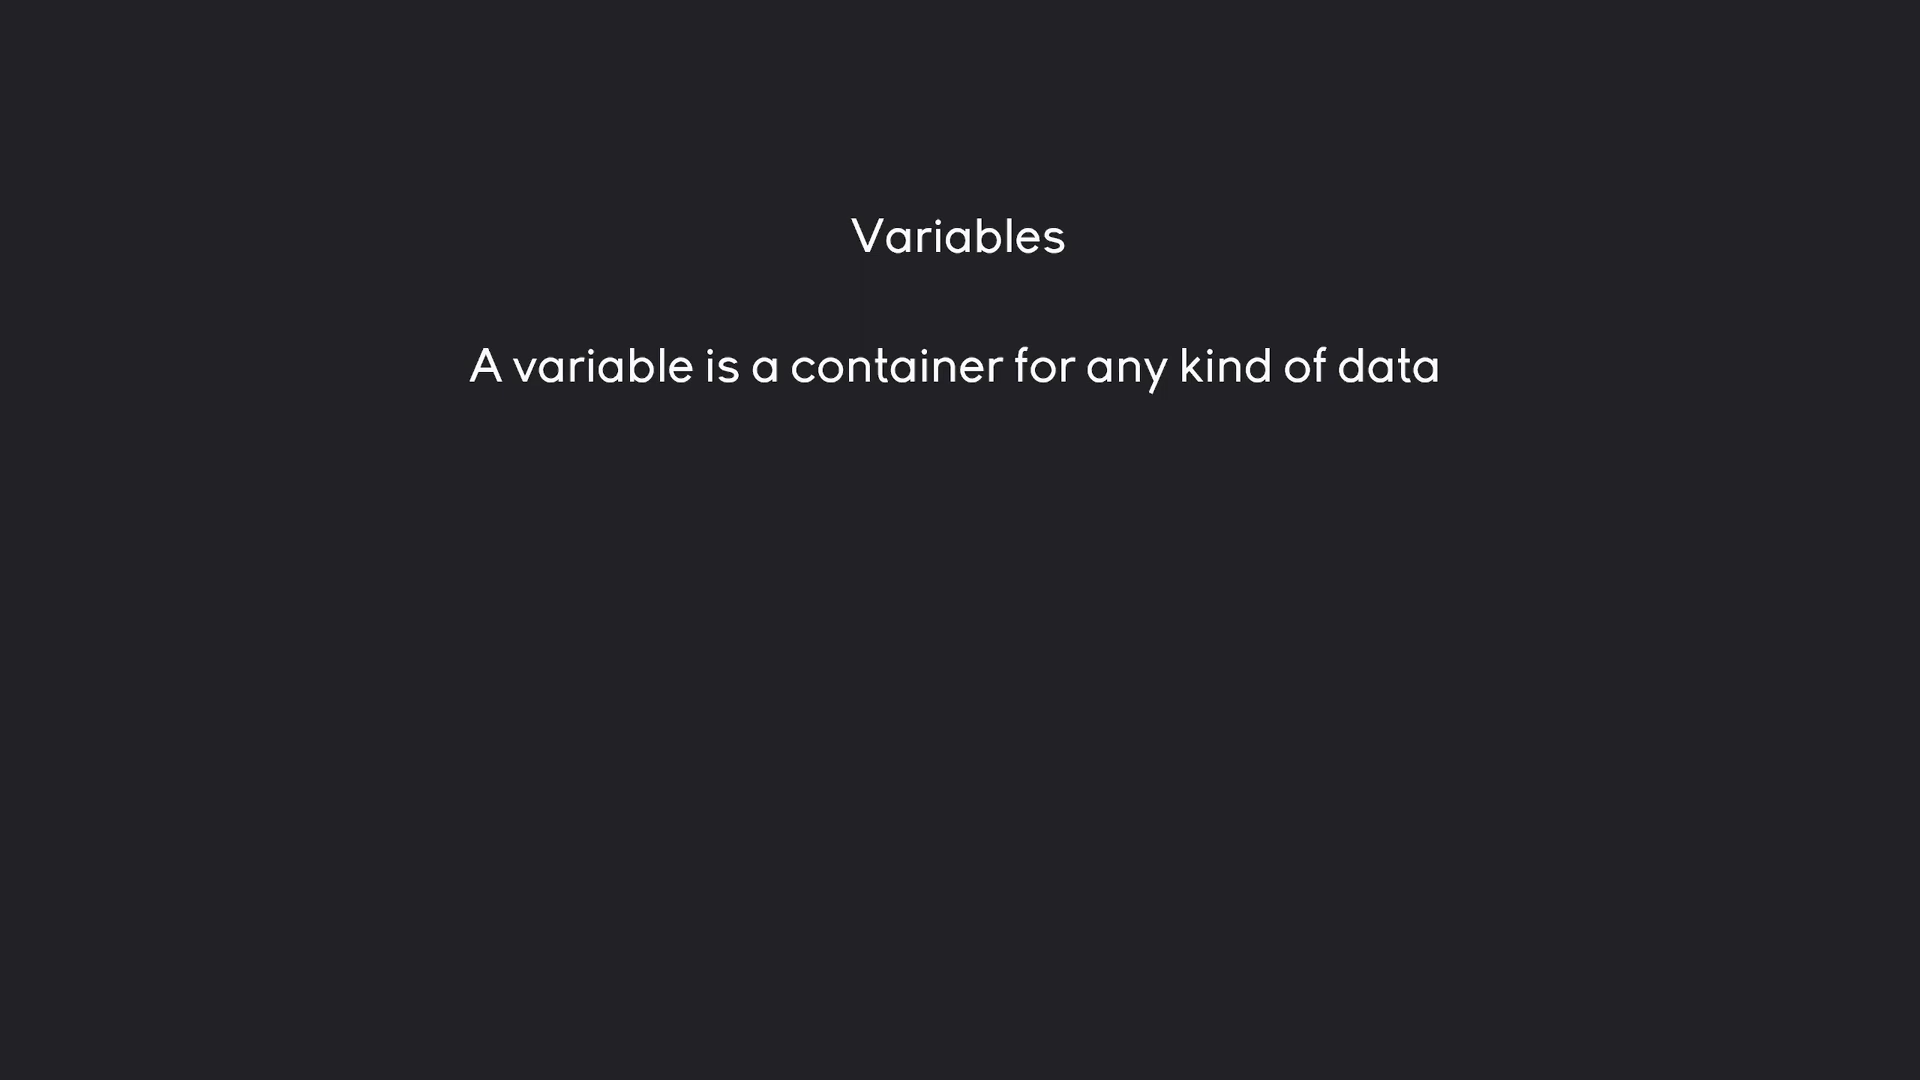 Variables
A variable is a container for any kind of data